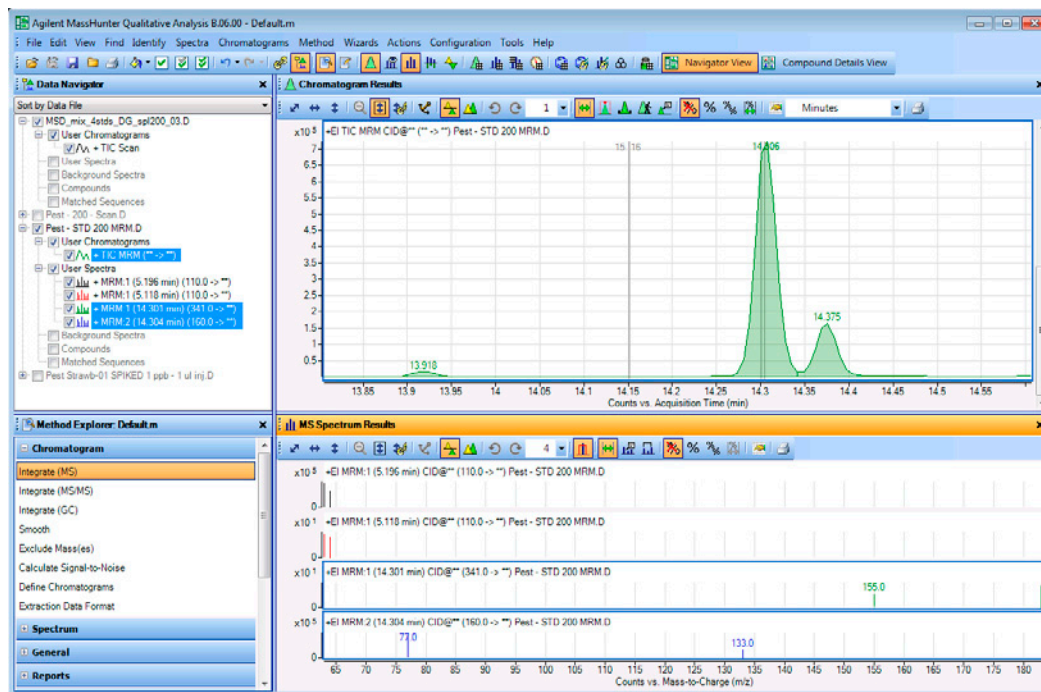 Agilent MassHunter Qualitative Analysis B.06.00 - Default.m
File Edit View Find Identify Spectra Chromatograms Method Wizards Actions Configuration Tools Help
Navigator View Compound Details View
Data Navigator
Sort by Data File
MSD_mix_4stds_DG_spl200_03.D
User Chromatograms
+ TIC Scan
User Spectra
Background Spectra
Compounds
Matched Sequences
Pest - 200 - Scan.D
Pest - STD 200 MRM.D
User Chromatograms
+ TIC MRM (** -> **)
User Spectra
+ MRM:1 (5.196 min) (110.0 -> **)
+ MRM:1 (5.118 min) (110.0 -> **)
+ MRM:1 (14.301 min) (341.0 -> **)
+ MRM:2 (14.304 min) (160.0 -> **)
Background Spectra
Compounds
Matched Sequences
Pest Strawb-01 SPIKED 1 ppb - 1 ul inj.D
Chromatogram Results
1 Minutes
x10 5 +EI TIC MRM CID@** (** -> **) Pest - STD 200 MRM.D
15 16
14.306
7
6.5
6
5.5
5
4.5
4
3.5
3
2.5
2
1.5
1
0.5
13.918
14.375
13.85 13.9 13.95 14 14.05 14.1 14.15 14.2 14.25 14.3 14.35 14.4 14.45 14.5 14.55
Counts vs. Acquisition Time (min)
Method Explorer: Default.m
Chromatogram
Integrate (MS)
Integrate (MS/MS)
Integrate (GC)
Smooth
Exclude Mass(es)
Calculate Signal-to-Noise
Define Chromatograms
Extraction Data Format
Spectrum
General
Reports
MS Spectrum Results
4
x10 5 +EI MRM:1 (5.196 min) CID@** (110.0 -> **) Pest - STD 200 MRM.D
0
x10 1 +EI MRM:1 (5.118 min) CID@** (110.0 -> **) Pest - STD 200 MRM.D
0
x10 1 +EI MRM:1 (14.301 min) CID@** (341.0 -> **) Pest - STD 200 MRM.D
155.0
0
x10 5 +EI MRM:2 (14.304 min) CID@** (160.0 -> **) Pest - STD 200 MRM.D
77.0
133.0
0
65 70 75 80 85 90 95 100 105 110 115 120 125 130 135 140 145 150 155 160 165 170 175 180
Counts vs. Mass-to-Charge (m/z)